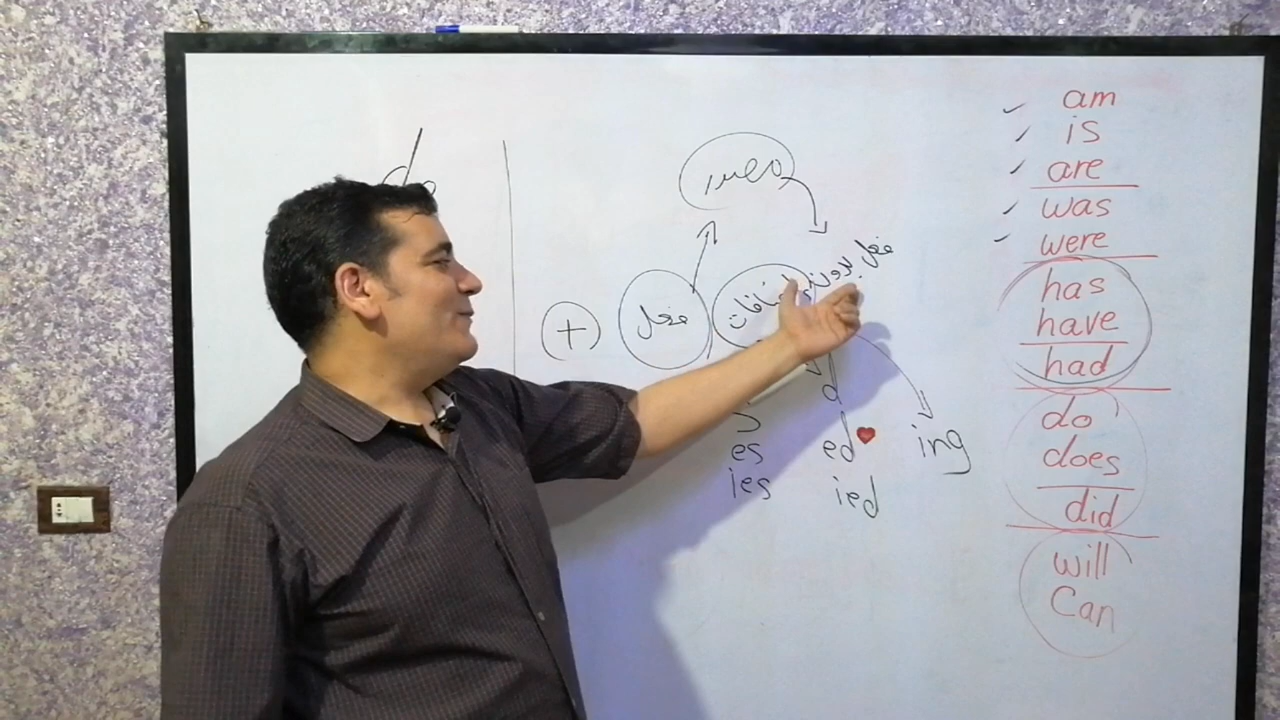 do
مصدر
+
فعل
إضافات
فعل بدون
s
es
ies
d
ed
ied
ing
am
is
are
was
were
has
have
had
do
does
did
will
Can